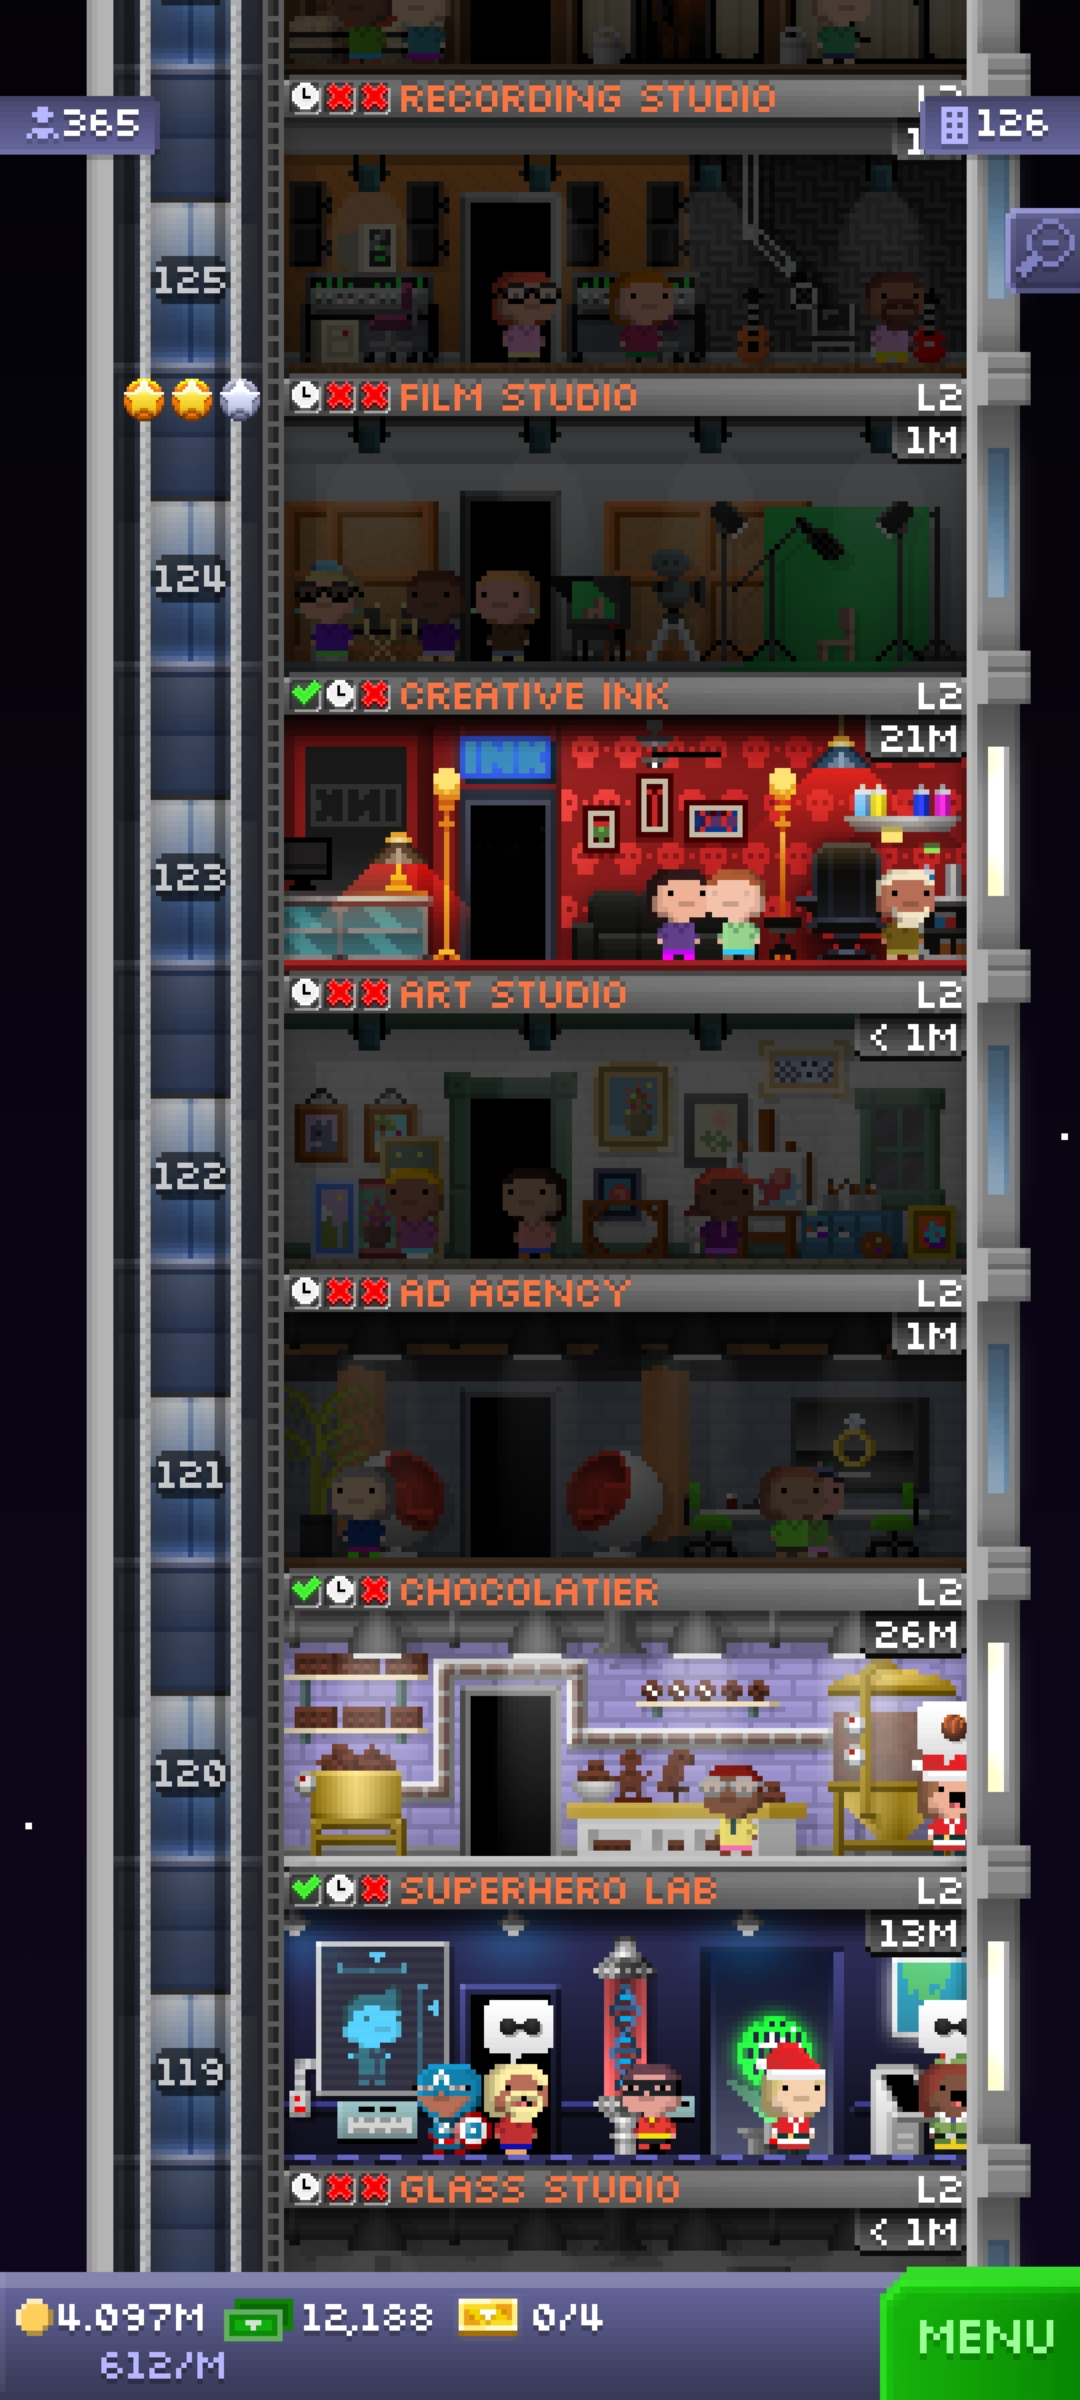 RECORDING STUDIO
365
126
125
FILM STUDIO L2
1M
124
CREATIVE INK L2
21M
INK
123
ART STUDIO L2
< 1M
122
AD AGENCY L2
1M
121
CHOCOLATIER L2
26M
120
SUPERHERO LAB L2
13M
119
GLASS STUDIO L2
< 1M
4.097M 12,188 0/4
612/M
MENU